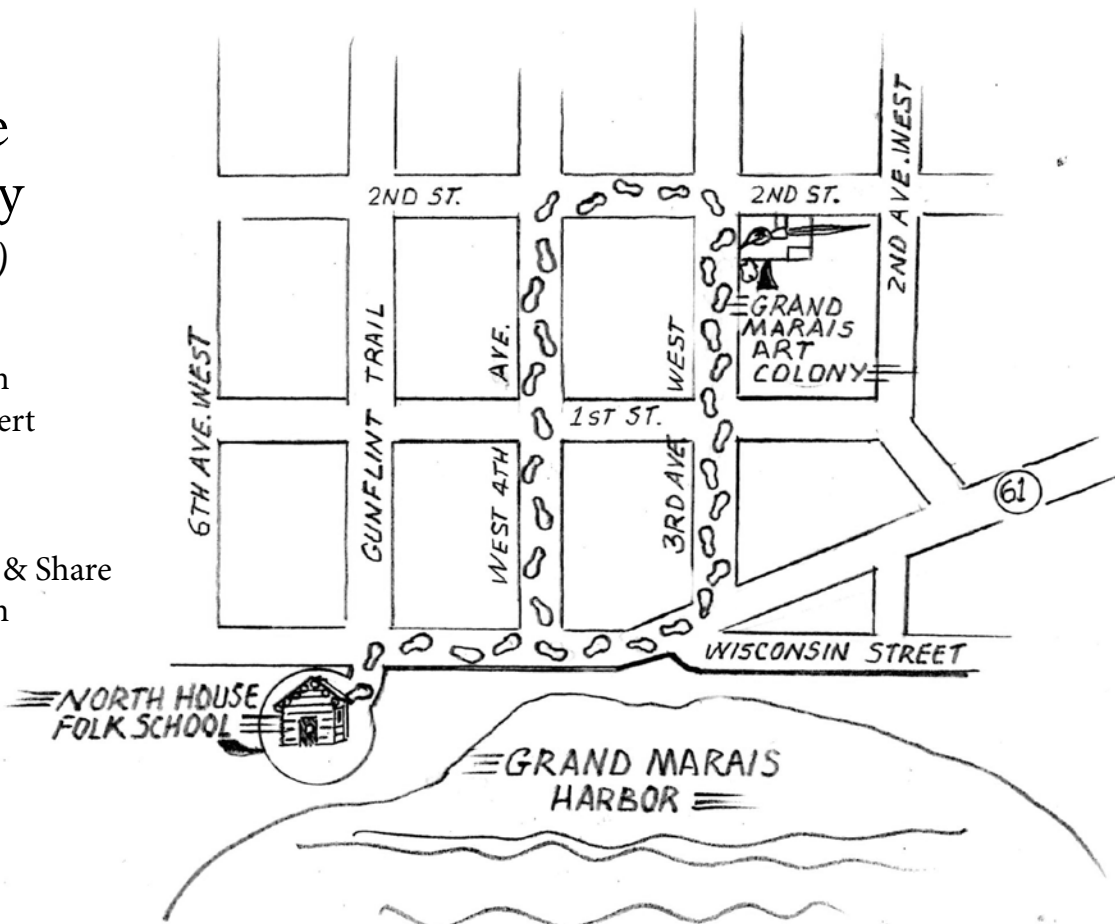 e
y
)
n
ert
& Share
n
2ND ST.
2ND ST.
2ND AVE. WEST
6TH AVE. WEST
GUNFLINT TRAIL
WEST 4TH AVE.
3RD AVE WEST
1ST ST.
GRAND
MARAIS
ART
COLONY
61
WISCONSIN STREET
NORTH HOUSE
FOLK SCHOOL
GRAND MARAIS
HARBOR